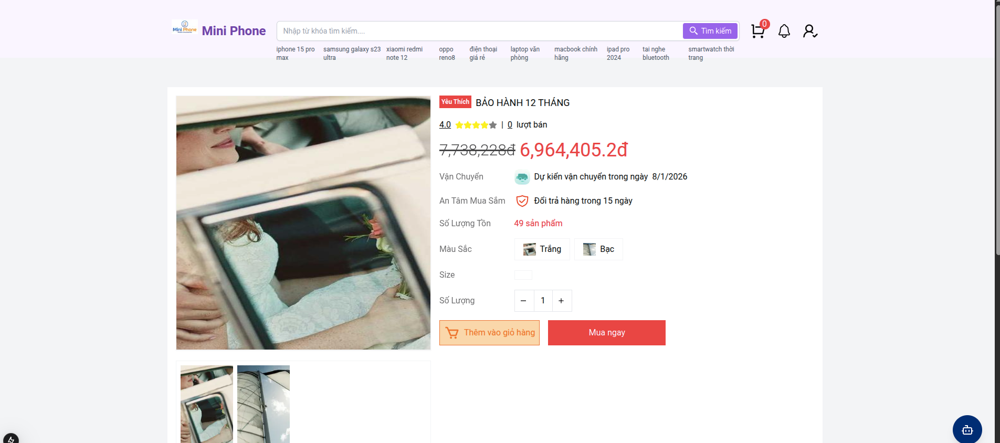 Mini Phone
Mini Phone
Nhập từ khóa tìm kiếm....
Tìm kiếm
0
iphone 15 pro max
samsung galaxy s23 ultra
xiaomi redmi note 12
oppo reno8
điện thoại giá rẻ
laptop văn phòng
macbook chính hãng
ipad pro 2024
tai nghe bluetooth
smartwatch thời trang
Yêu Thích BẢO HÀNH 12 THÁNG
4.0 | 0 lượt bán
7,738,228đ 6,964,405.2đ
Vận Chuyển Dự kiến vận chuyển trong ngày 8/1/2026
An Tâm Mua Sắm Đổi trả hàng trong 15 ngày
Số Lượng Tồn 49 sản phẩm
Màu Sắc Trắng Bạc
Size
Số Lượng − 1 +
Thêm vào giỏ hàng Mua ngay